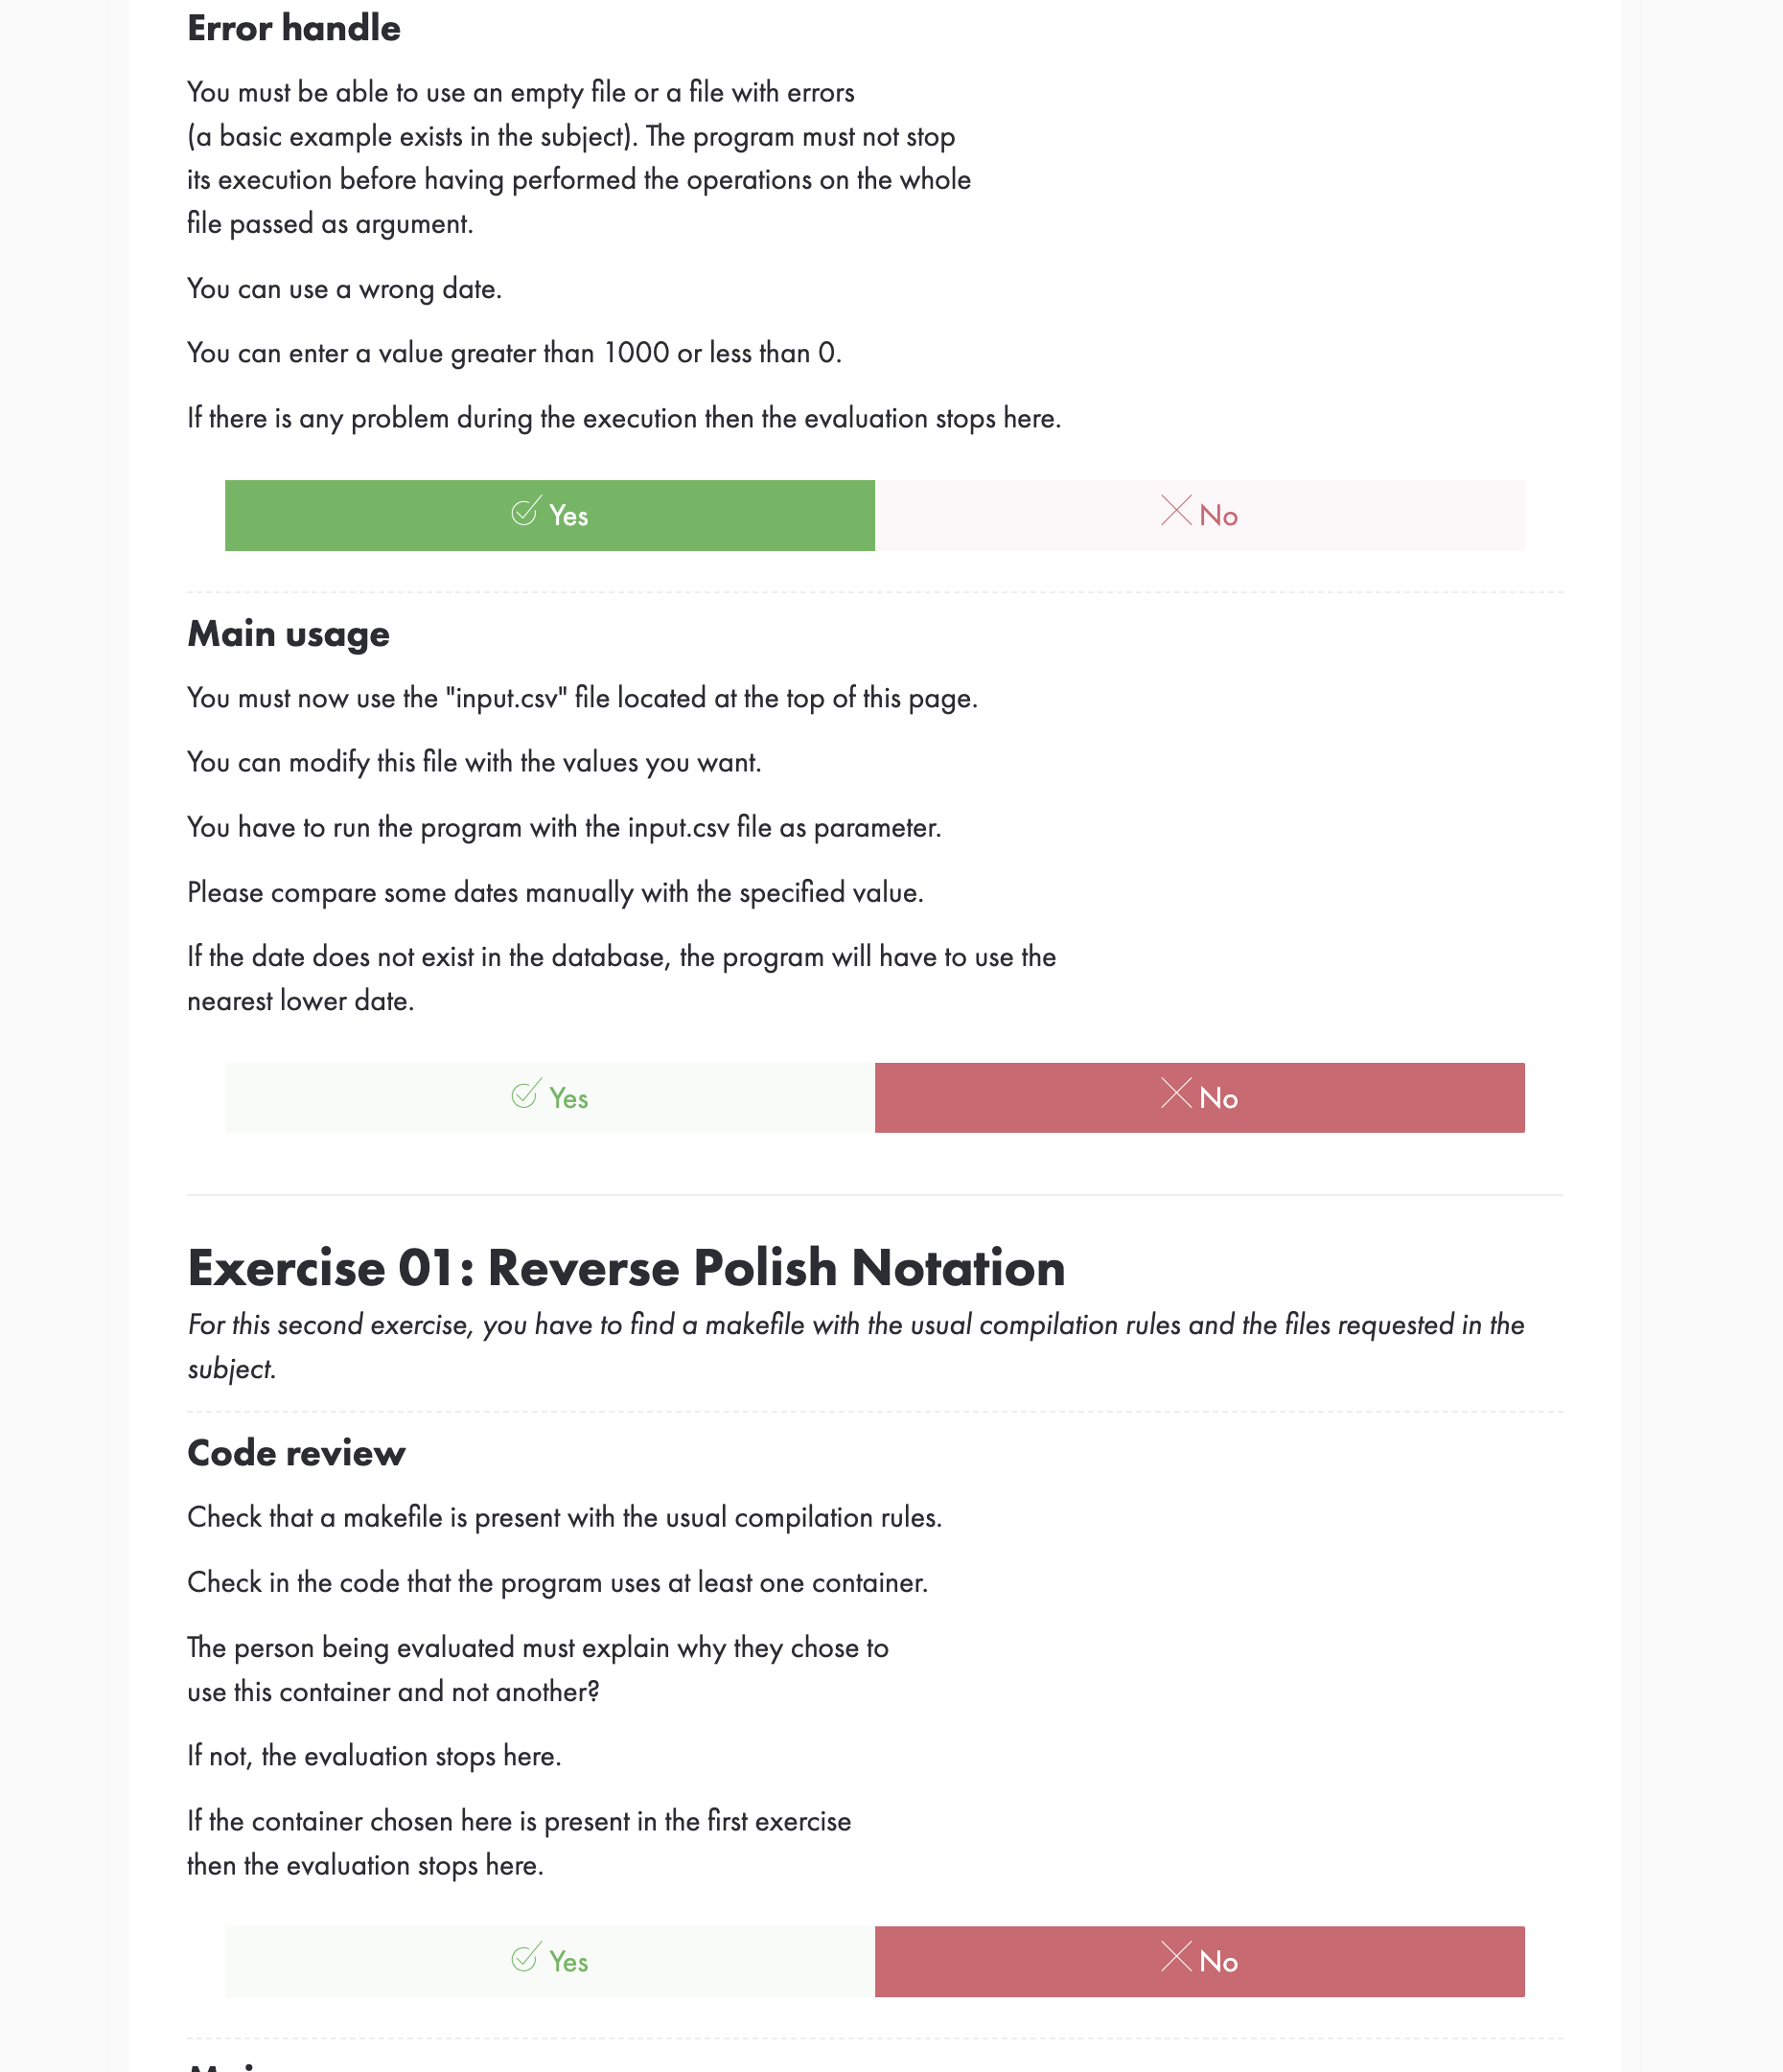 Error handle
You must be able to use an empty file or a file with errors
(a basic example exists in the subject). The program must not stop
its execution before having performed the operations on the whole
file passed as argument.
You can use a wrong date.
You can enter a value greater than 1000 or less than 0.
If there is any problem during the execution then the evaluation stops here.
Yes
No
Main usage
You must now use the "input.csv" file located at the top of this page.
You can modify this file with the values you want.
You have to run the program with the input.csv file as parameter.
Please compare some dates manually with the specified value.
If the date does not exist in the database, the program will have to use the
nearest lower date.
Yes
No
Exercise 01: Reverse Polish Notation
For this second exercise, you have to find a makefile with the usual compilation rules and the files requested in the
subject.
Code review
Check that a makefile is present with the usual compilation rules.
Check in the code that the program uses at least one container.
The person being evaluated must explain why they chose to
use this container and not another?
If not, the evaluation stops here.
If the container chosen here is present in the first exercise
then the evaluation stops here.
Yes
No